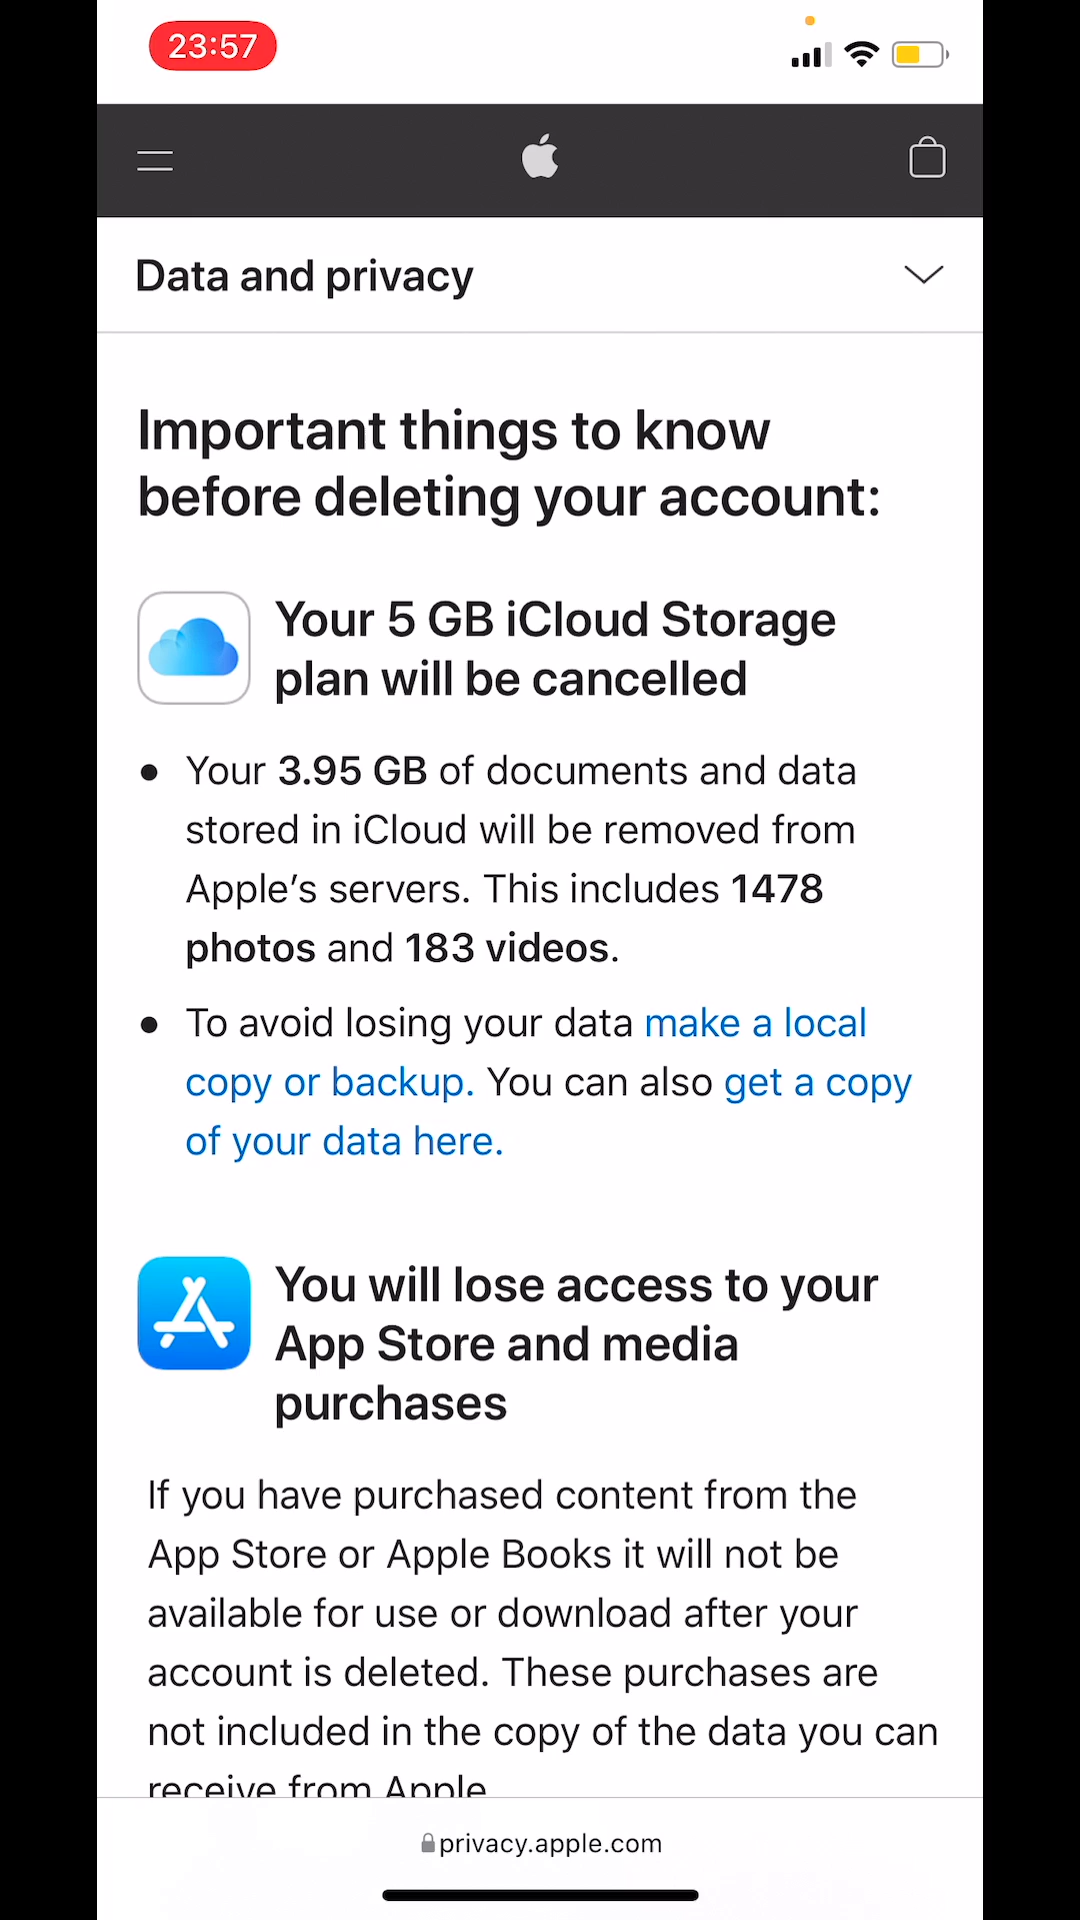 23:57
Data and privacy
Important things to know
before deleting your account:
Your 5 GB iCloud Storage
plan will be cancelled
• Your 3.95 GB of documents and data
stored in iCloud will be removed from
Apple's servers. This includes 1478
photos and 183 videos.
• To avoid losing your data make a local
copy or backup. You can also get a copy
of your data here.
You will lose access to your
App Store and media
purchases
If you have purchased content from the
App Store or Apple Books it will not be
available for use or download after your
account is deleted. These purchases are
not included in the copy of the data you can
receive from Apple
privacy.apple.com